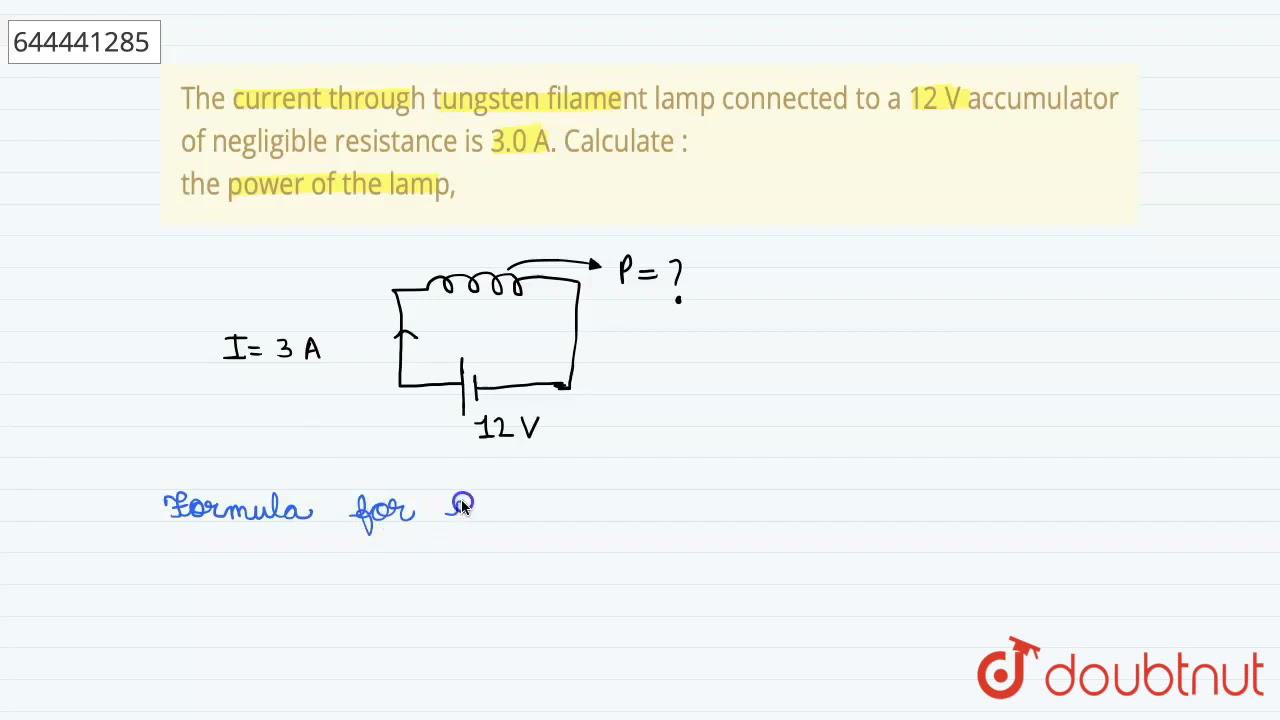 644441285
The current through tungsten filament lamp connected to a 12 V accumulator
of negligible resistance is 3.0 A. Calculate :
the power of the lamp,
P = ?
I = 3 A
12 V
Formula for
doubtnut